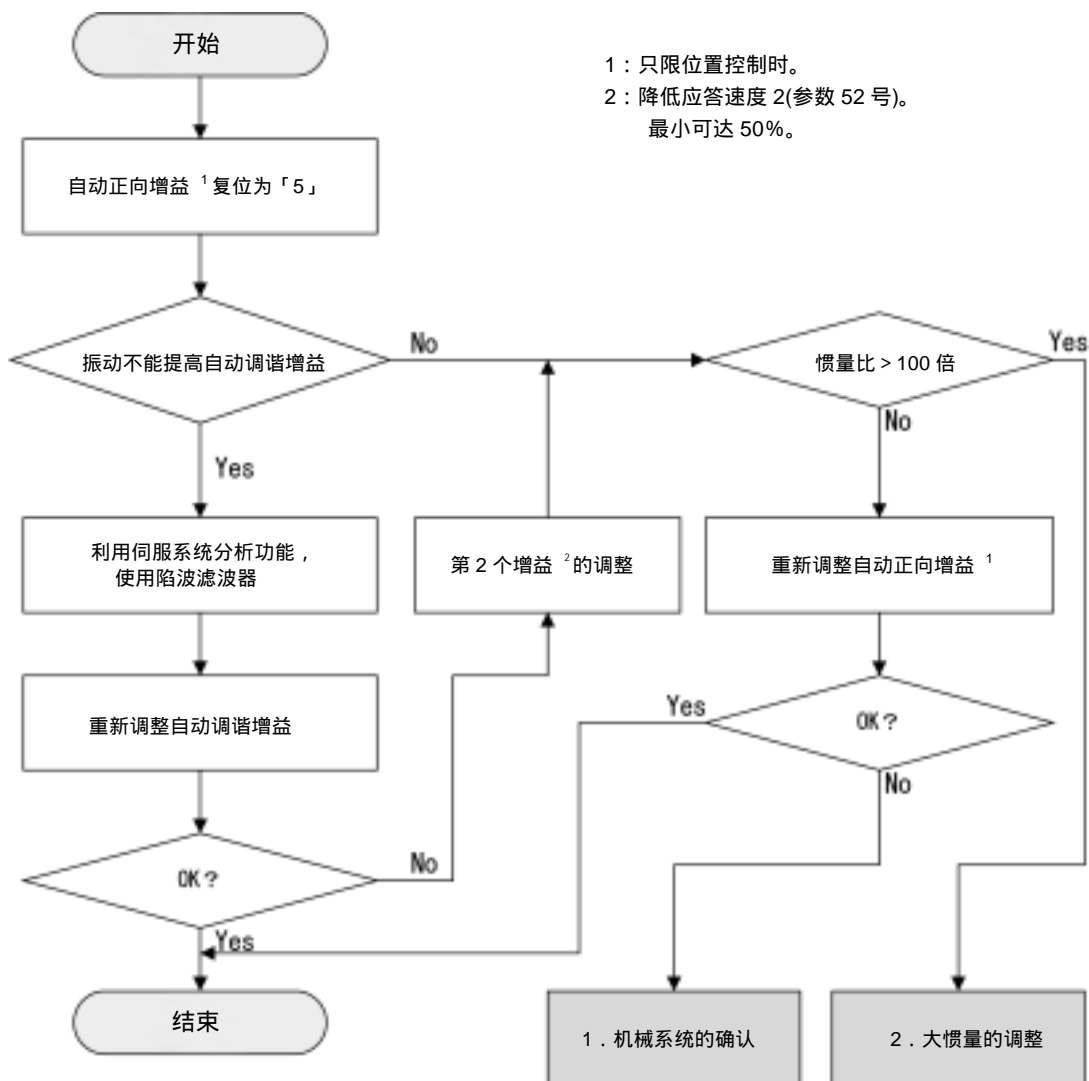 开始
1：只限位置控制时。
2：降低应答速度 2(参数 52 号)。
最小可达 50%。
自动正向增益 1 复位为「5」
振动不能提高自动调谐增益
No
惯量比 > 100 倍
Yes
No
Yes
利用伺服系统分析功能，
使用陷波滤波器
第 2 个增益 2 的调整
重新调整自动正向增益 1
重新调整自动调谐增益
Yes
OK？
No
OK？
No
Yes
结束
1．机械系统的确认
2．大惯量的调整